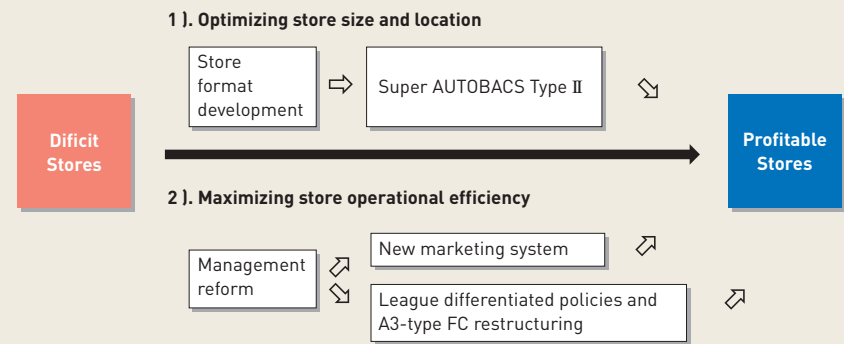 1 ). Optimizing store size and location
Store
format
development
Super AUTOBACS Type Ⅱ
Dificit
Stores
Profitable
Stores
2 ). Maximizing store operational efficiency
Management
reform
New marketing system
League differentiated policies and
A3-type FC restructuring